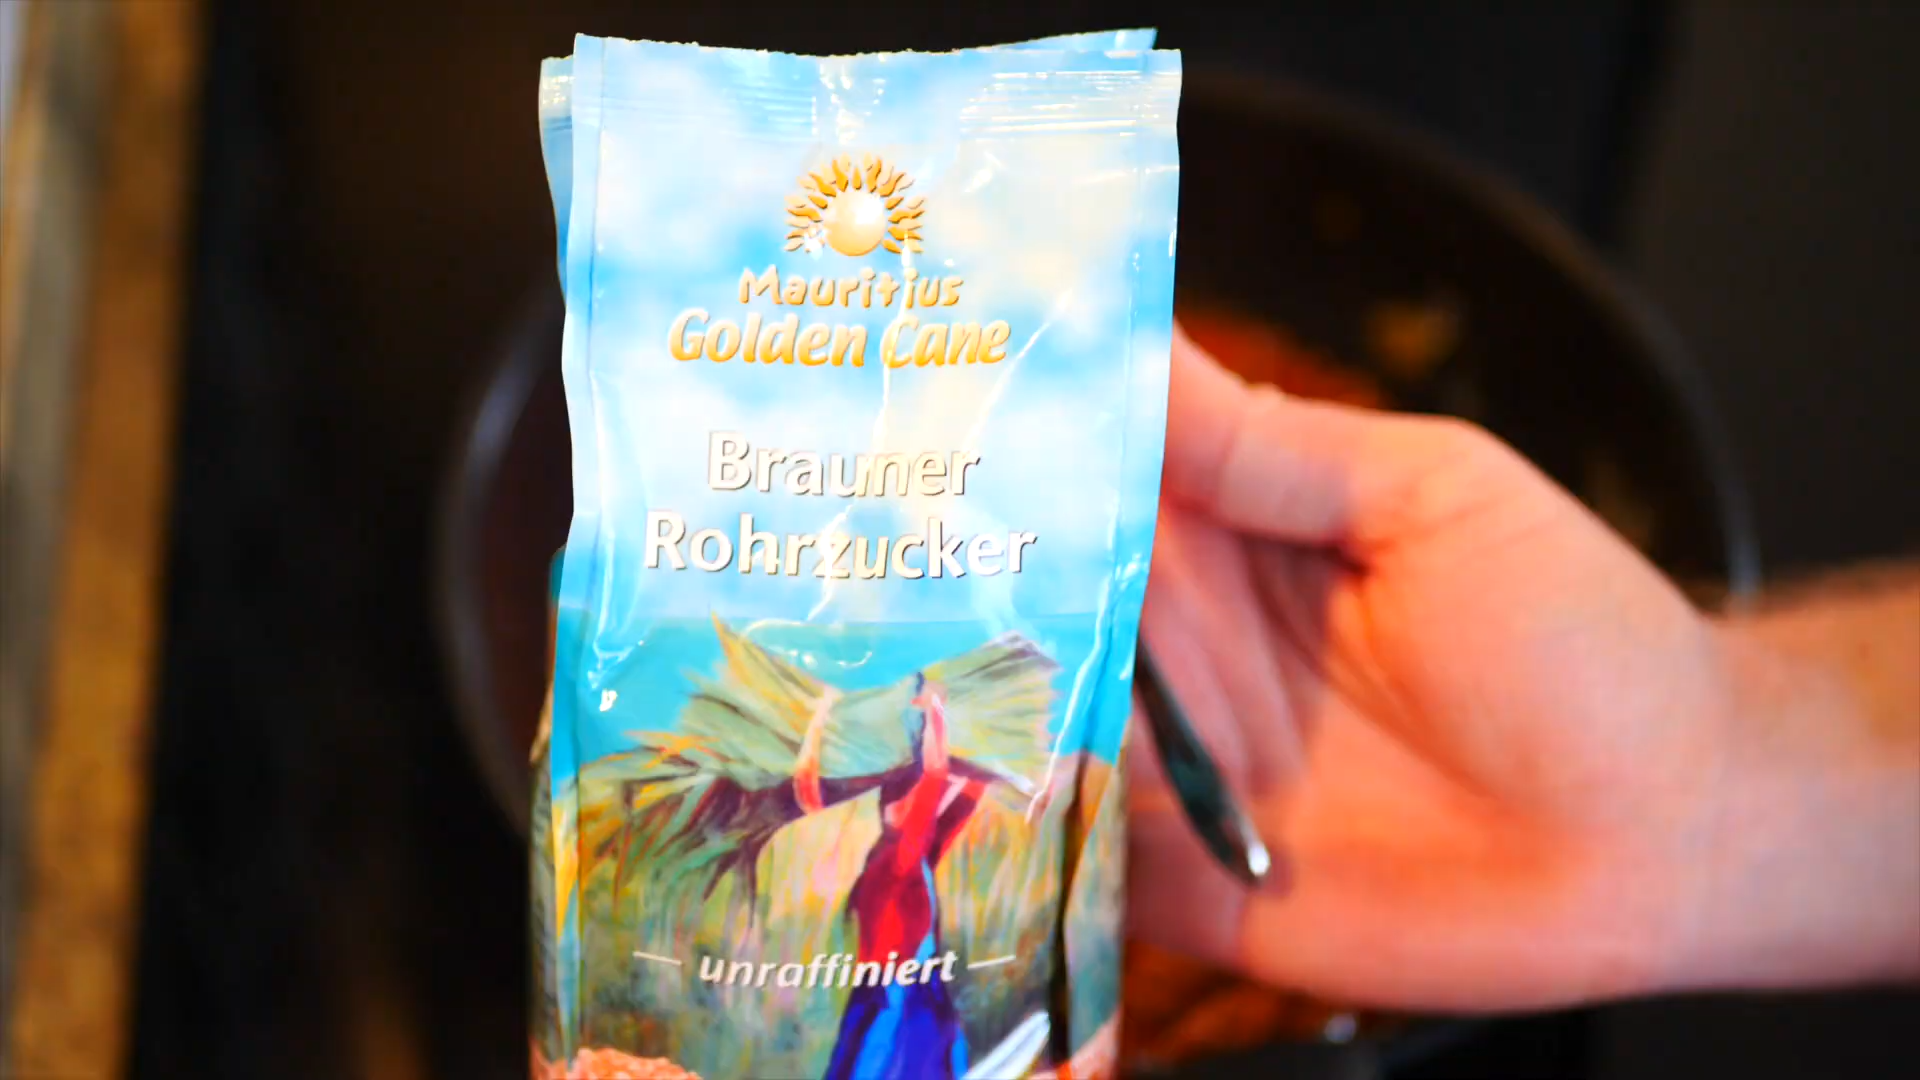 Mauritius
Golden Cane
Brauner
Rohrzucker
unraffiniert